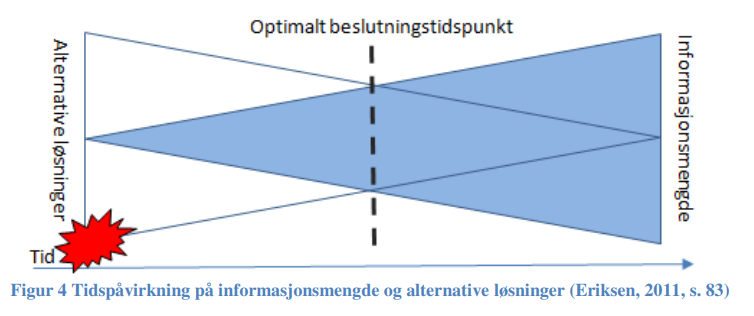 Optimalt beslutningstidspunkt
Alternative løsninger
Informasjonsmengde
Tid
Figur 4 Tidspåvirkning på informasjonsmengde og alternative løsninger (Eriksen, 2011, s. 83)